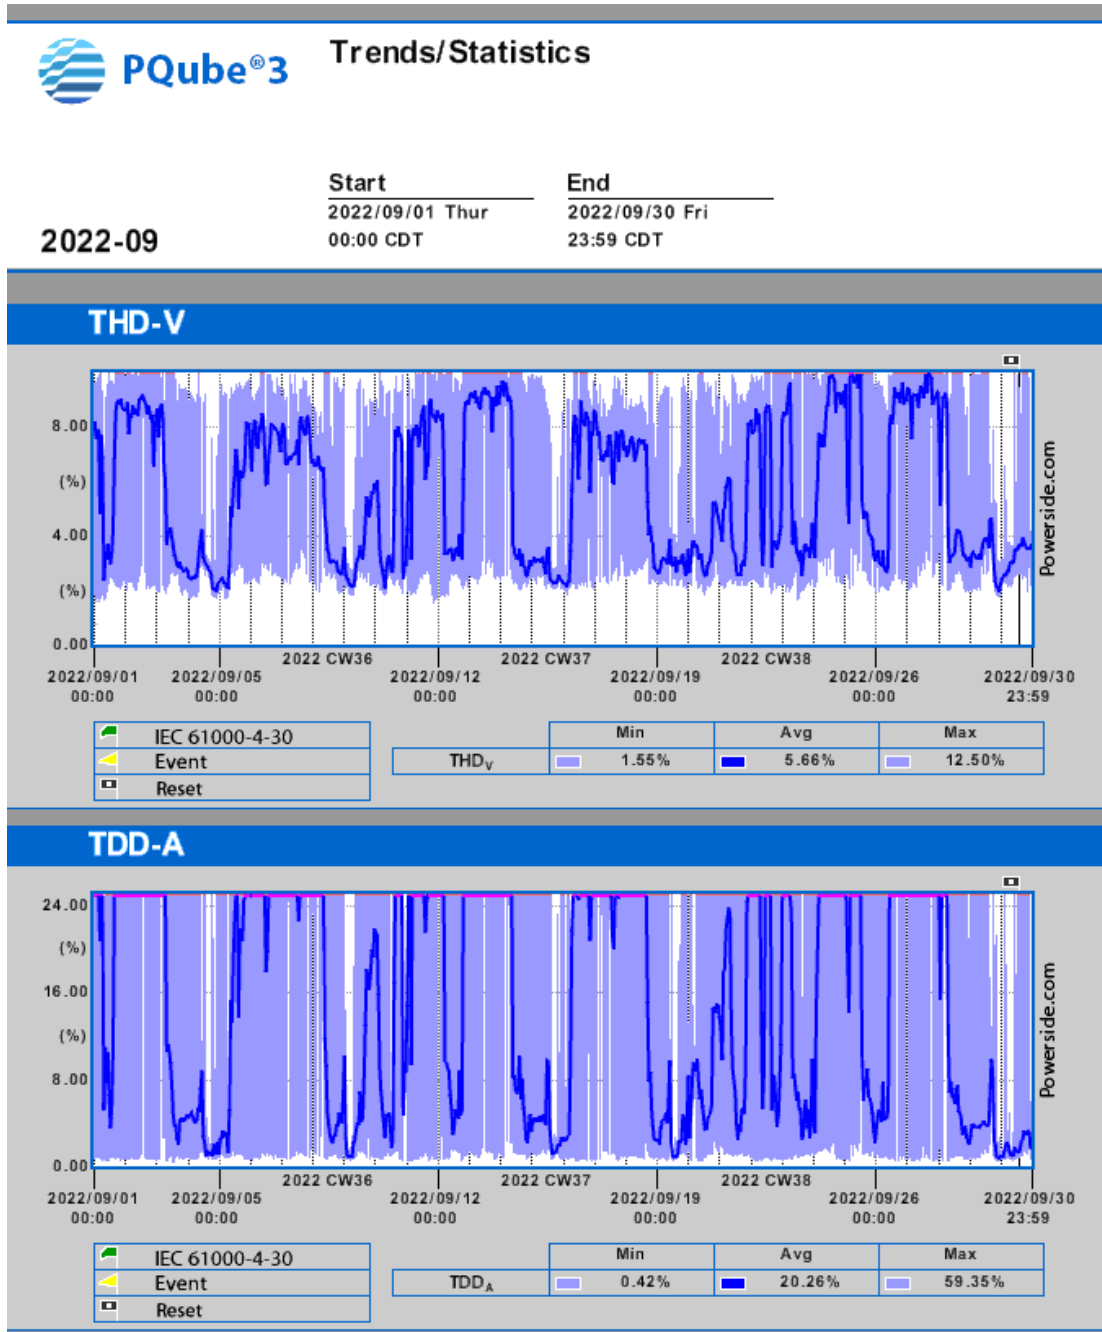 PQube®3
Trends/Statistics
Start
End
2022/09/01 Thur
2022/09/30 Fri
2022-09
00:00 CDT
23:59 CDT
THD-V
8.00
(%)
4.00
(%)
0.00
Powerside.com
2022 CW36
2022 CW37
2022 CW38
2022/09/01
2022/09/05
2022/09/12
2022/09/19
2022/09/26
2022/09/30
00:00
00:00
00:00
00:00
00:00
23:59
IEC 61000-4-30
Event
Reset
Min
Avg
Max
THDV
1.55%
5.66%
12.50%
TDD-A
24.00
(%)
16.00
(%)
8.00
0.00
Powerside.com
2022 CW36
2022 CW37
2022 CW38
2022/09/01
2022/09/05
2022/09/12
2022/09/19
2022/09/26
2022/09/30
00:00
00:00
00:00
00:00
00:00
23:59
IEC 61000-4-30
Event
Reset
Min
Avg
Max
TDDA
0.42%
20.26%
59.35%